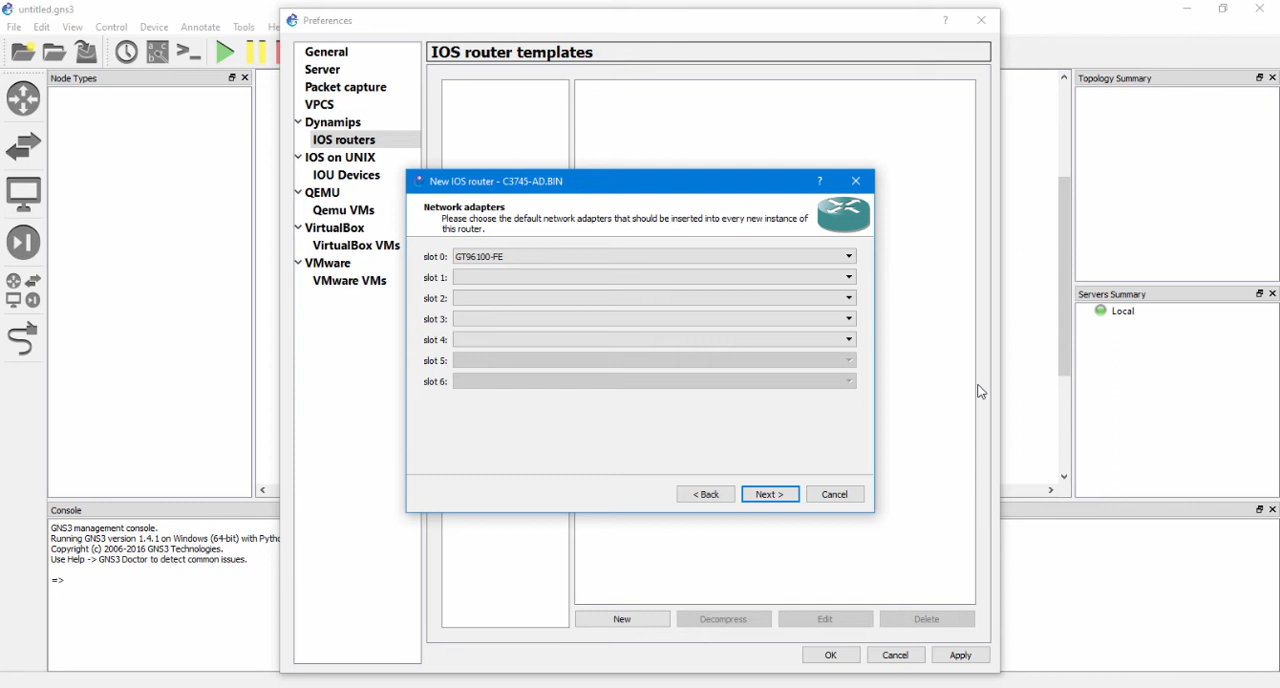 untitled.gns3
File Edit View Control Device Annotate Tools He
Preferences
?
Node Types
General
Server
Packet capture
VPCS
Dynamips
IOS routers
IOS on UNIX
IOU Devices
QEMU
Qemu VMs
VirtualBox
VirtualBox VMs
VMware
VMware VMs
IOS router templates
New IOS router - C3745-AD.BIN
?
Network adapters
Please choose the default network adapters that should be inserted into every new instance of
this router.
slot 0: GT96100-FE
slot 1:
slot 2:
slot 3:
slot 4:
slot 5:
slot 6:
< Back Next > Cancel
New Decompress Edit Delete
OK Cancel Apply
Topology Summary
Servers Summary
Local
Console
GNS3 management console.
Running GNS3 version 1.4.1 on Windows (64-bit) with Pytho
Copyright (c) 2006-2016 GNS3 Technologies.
Use Help -> GNS3 Doctor to detect common issues.
=>